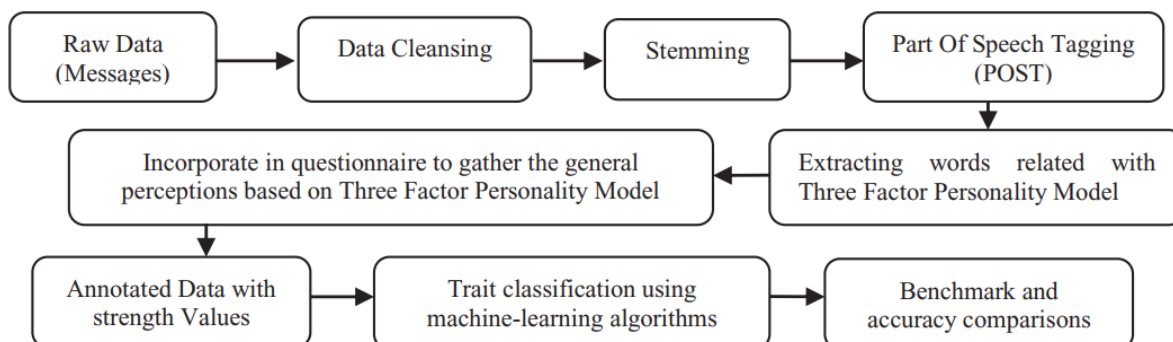 Raw Data
(Messages)
Data Cleansing
Stemming
Part Of Speech Tagging
(POST)
Extracting words related with
Three Factor Personality Model
Incorporate in questionnaire to gather the general
perceptions based on Three Factor Personality Model
Annotated Data with
strength Values
Trait classification using
machine-learning algorithms
Benchmark and
accuracy comparisons